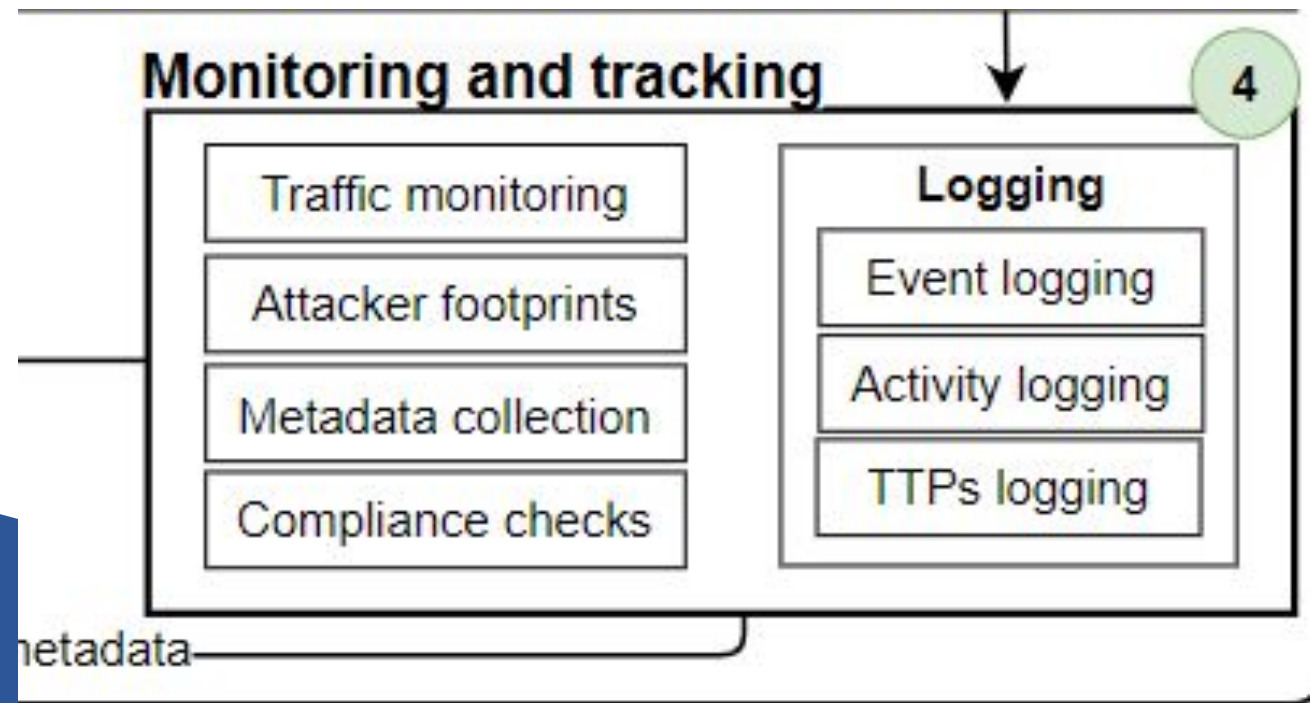 Monitoring and tracking
4
Traffic monitoring
Attacker footprints
Metadata collection
Compliance checks
Logging
Event logging
Activity logging
TTPs logging